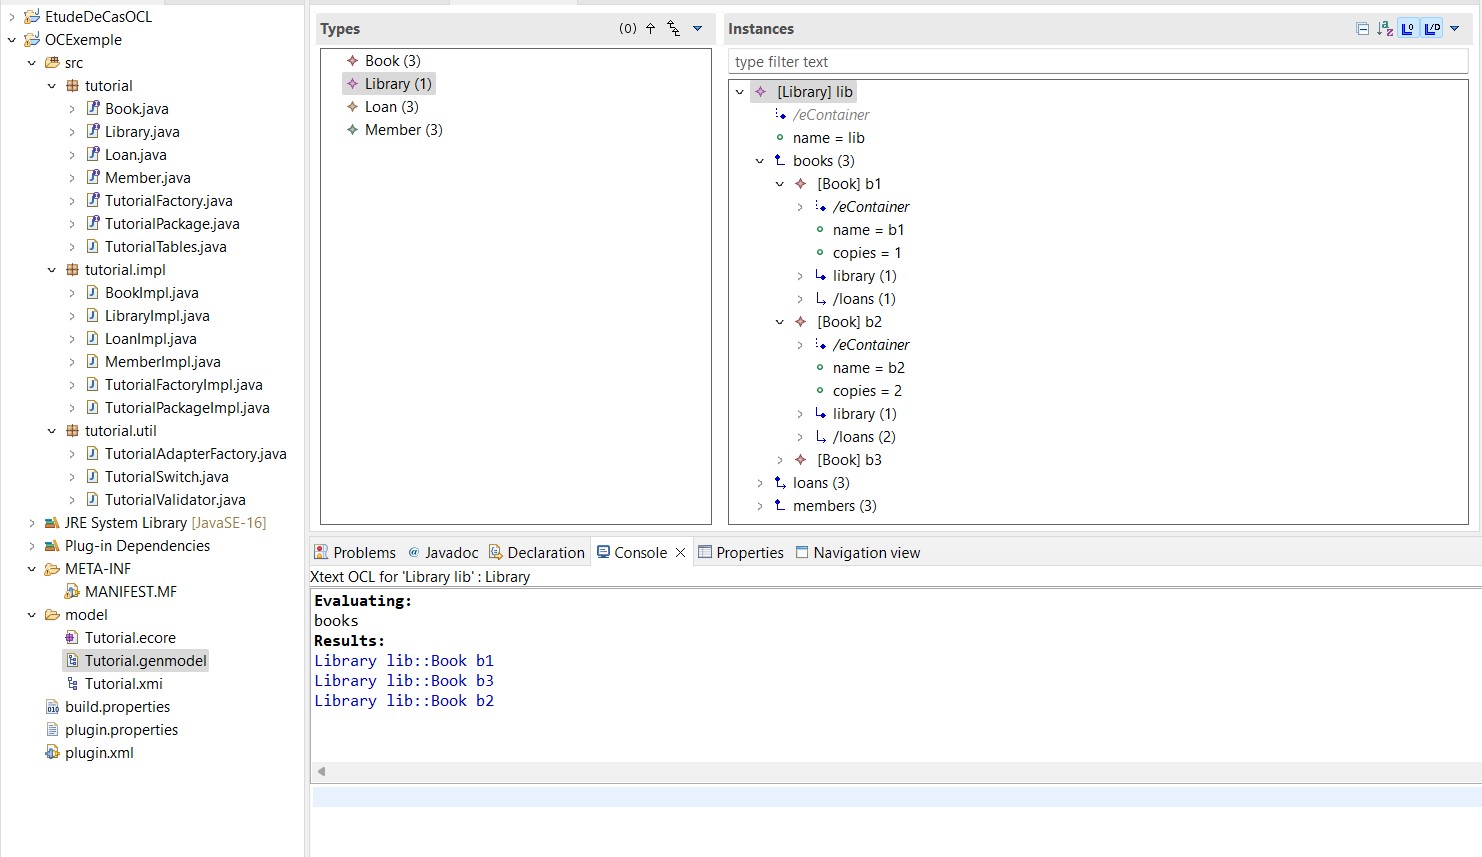 EtudeDeCasOCL
OCExemple
src
tutorial
Book.java
Library.java
Loan.java
Member.java
TutorialFactory.java
TutorialPackage.java
TutorialTables.java
tutorial.impl
BookImpl.java
LibraryImpl.java
LoanImpl.java
MemberImpl.java
TutorialFactoryImpl.java
TutorialPackageImpl.java
tutorial.util
TutorialAdapterFactory.java
TutorialSwitch.java
TutorialValidator.java
JRE System Library [JavaSE-16]
Plug-in Dependencies
META-INF
MANIFEST.MF
model
Tutorial.ecore
Tutorial.genmodel
Tutorial.xmi
build.properties
plugin.properties
plugin.xml
Types (0)
Book (3)
Library (1)
Loan (3)
Member (3)
Instances
type filter text
[Library] lib
/eContainer
name = lib
books (3)
[Book] b1
/eContainer
name = b1
copies = 1
library (1)
/loans (1)
[Book] b2
/eContainer
name = b2
copies = 2
library (1)
/loans (2)
[Book] b3
loans (3)
members (3)
Problems @ Javadoc Declaration Console Properties Navigation view
Xtext OCL for 'Library lib' : Library
Evaluating:
books
Results:
Library lib::Book b1
Library lib::Book b3
Library lib::Book b2